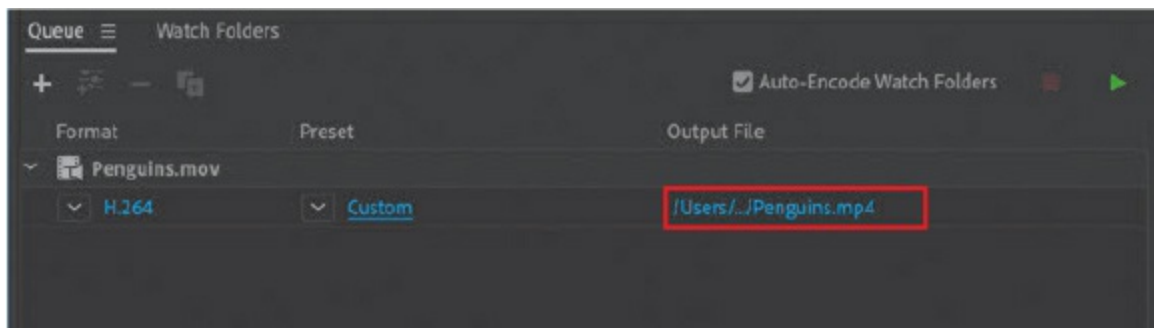 Queue Watch Folders
Auto-Encode Watch Folders
Format Preset Output File
Penguins.mov
H.264 Custom /Users/.../Penguins.mp4